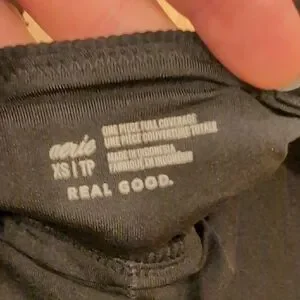 aerie
XS | TP
ONE PIECE FULL COVERAGE
UNE PIÈCE COUVERTURE TOTALE
MADE IN INDONESIA
FABRIQUÉ EN INDONÉSIE
REAL GOOD.